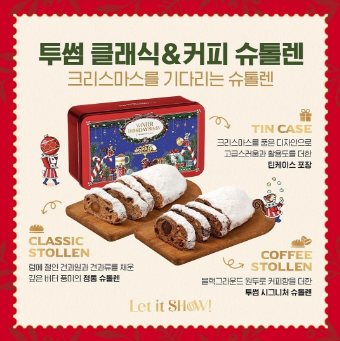 투썸 클래식&커피 슈톨렌
크리스마스를 기다리는 슈톨렌
WINTER
HOLIDAY
TIN CASE
크리스마스를 품은 디자인으로
고급스러움과 활용도를 더한
틴케이스 포장
CLASSIC
STOLLEN
럼에 절인 건과일과 견과류를 채운
깊은 버터 풍미의 정통 슈톨렌
COFFEE
STOLLEN
블랙그라운드 원두로 커피향을 더한
투썸 시그니처 슈톨렌
Let it SHOW!